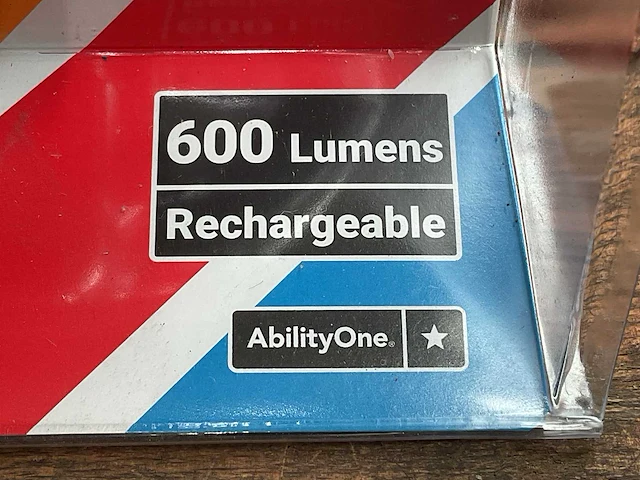 600 Lumens
Rechargeable
AbilityOne®